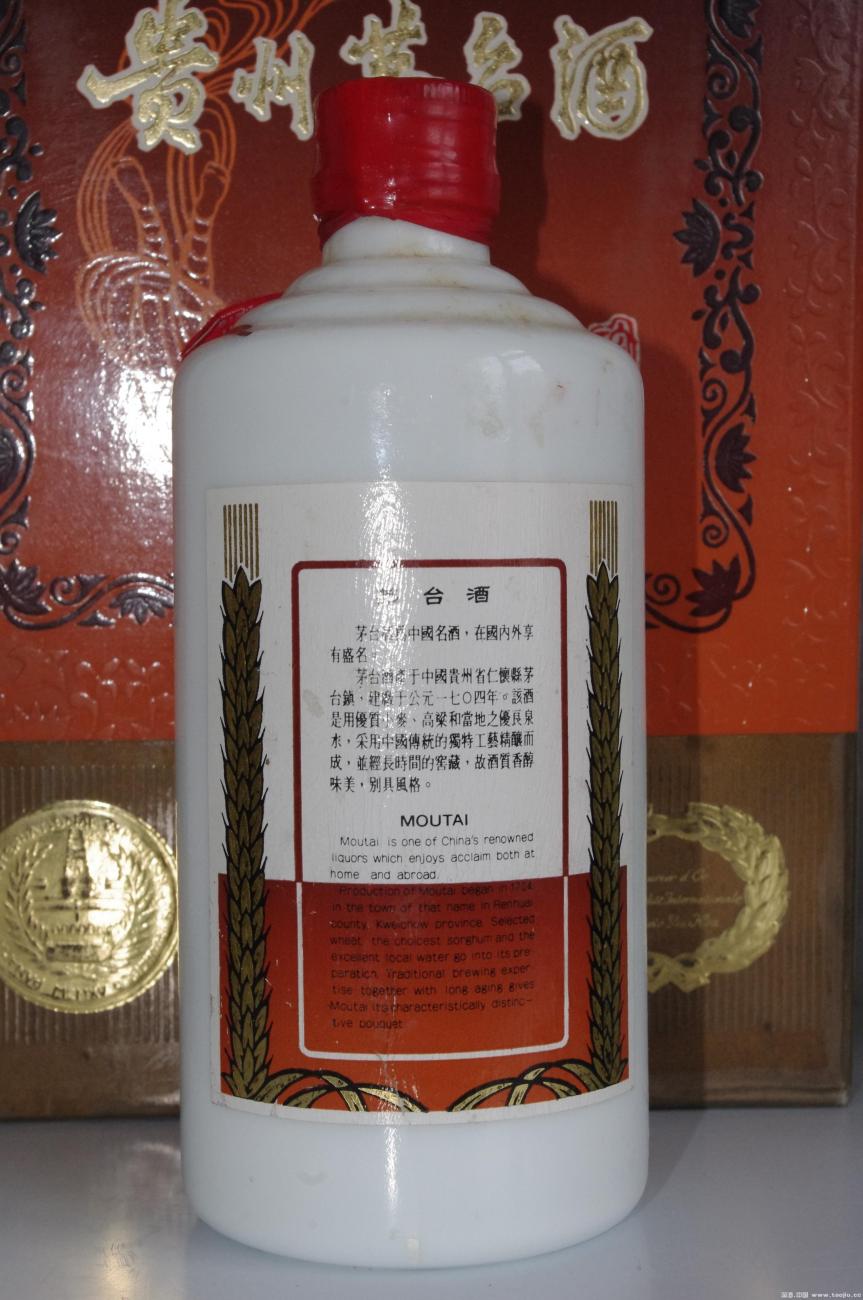 貴州茅台酒
台酒
茅台酒為中國名酒，在國內外享
有盛名。
茅台酒產于中國貴州省仁懷縣茅
台鎮，建廠于公元一七〇四年。該酒
是用優質小麥、高粱和當地之優良泉
水，采用中國傳統的獨特工藝精釀而
成，並經長時間的窖藏，故酒質香醇
味美，別具風格。
MOUTAI
Moutai is one of China's renowned
liquors which enjoys acclaim both at
home and abroad.
Production of Moutai began in 1704
in the town of that name in Renhuai
county, Kweichow province. Selected
wheat, the choicest sorghum and the
excellent local water go into its pre-
paration. Traditional brewing exper-
tise together with long aging gives
Moutai its characteristically distinc-
tive bouquet
www.taojiu.cc